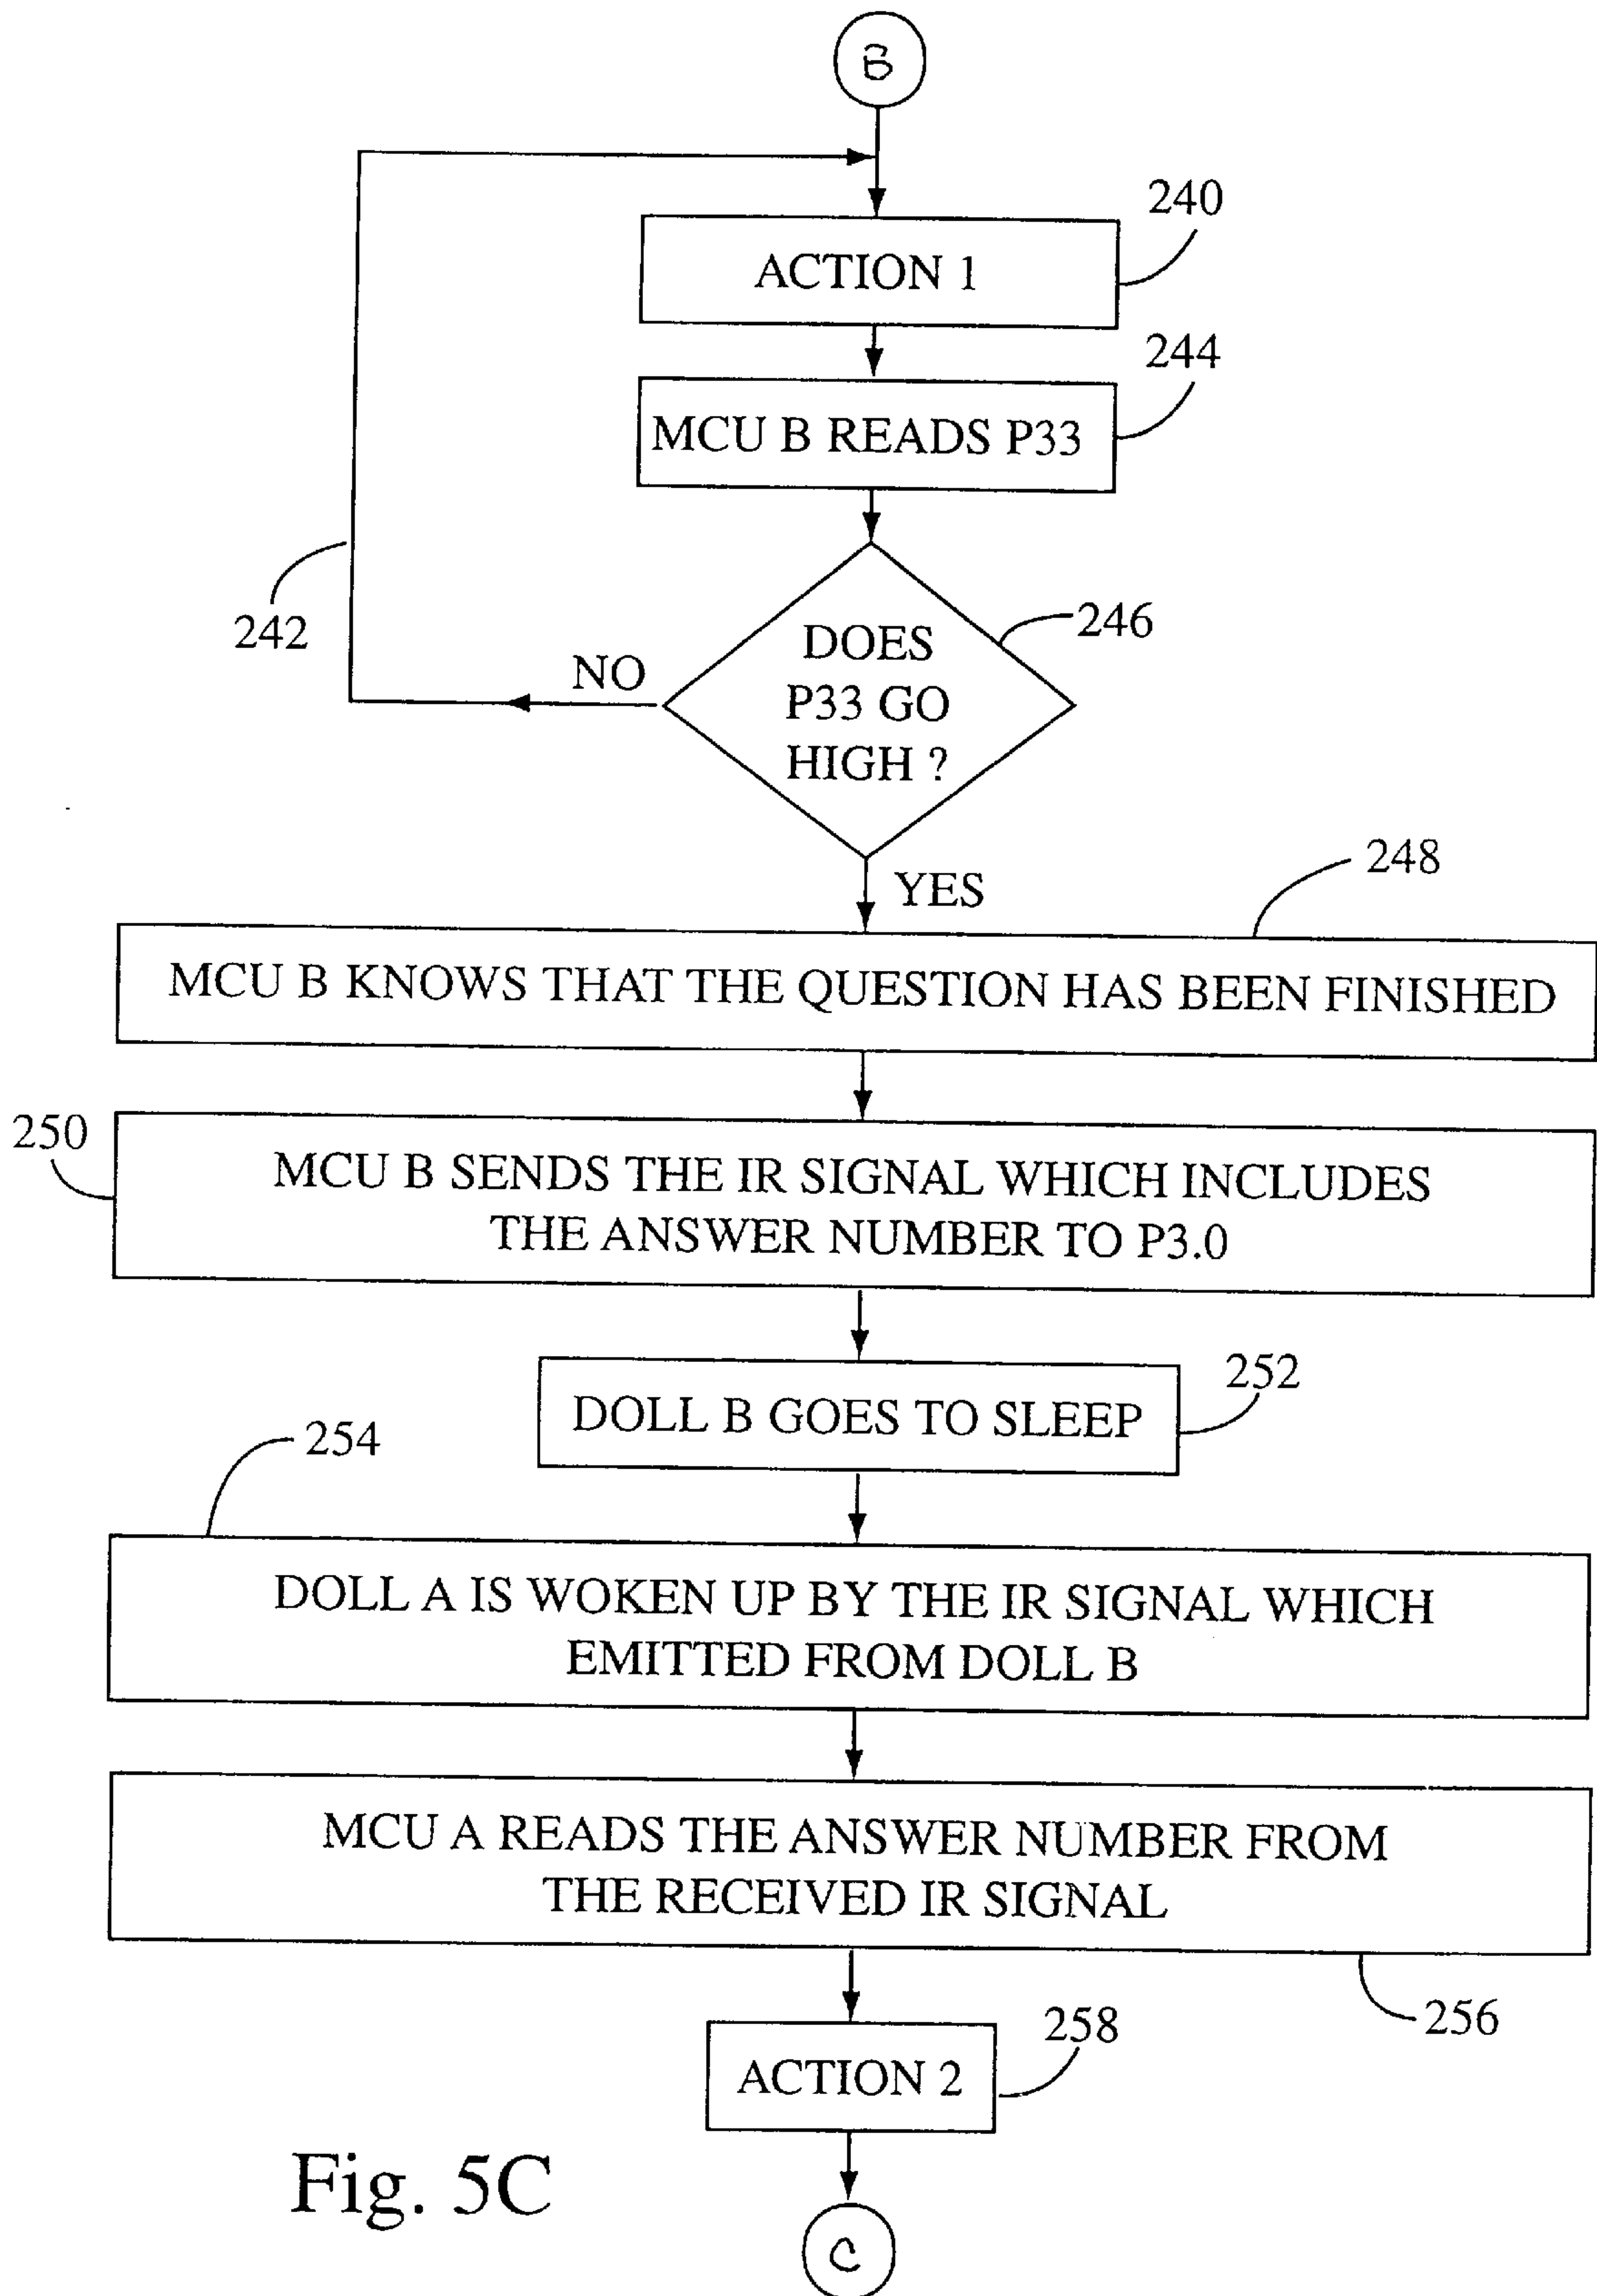 B
240
ACTION 1
244
MCU B READS P33
242
246
DOES
P33 GO
HIGH ?
NO
YES
248
MCU B KNOWS THAT THE QUESTION HAS BEEN FINISHED
250
MCU B SENDS THE IR SIGNAL WHICH INCLUDES
THE ANSWER NUMBER TO P3.0
252
DOLL B GOES TO SLEEP
254
DOLL A IS WOKEN UP BY THE IR SIGNAL WHICH
EMITTED FROM DOLL B
MCU A READS THE ANSWER NUMBER FROM
THE RECEIVED IR SIGNAL
256
258
ACTION 2
Fig. 5C
C